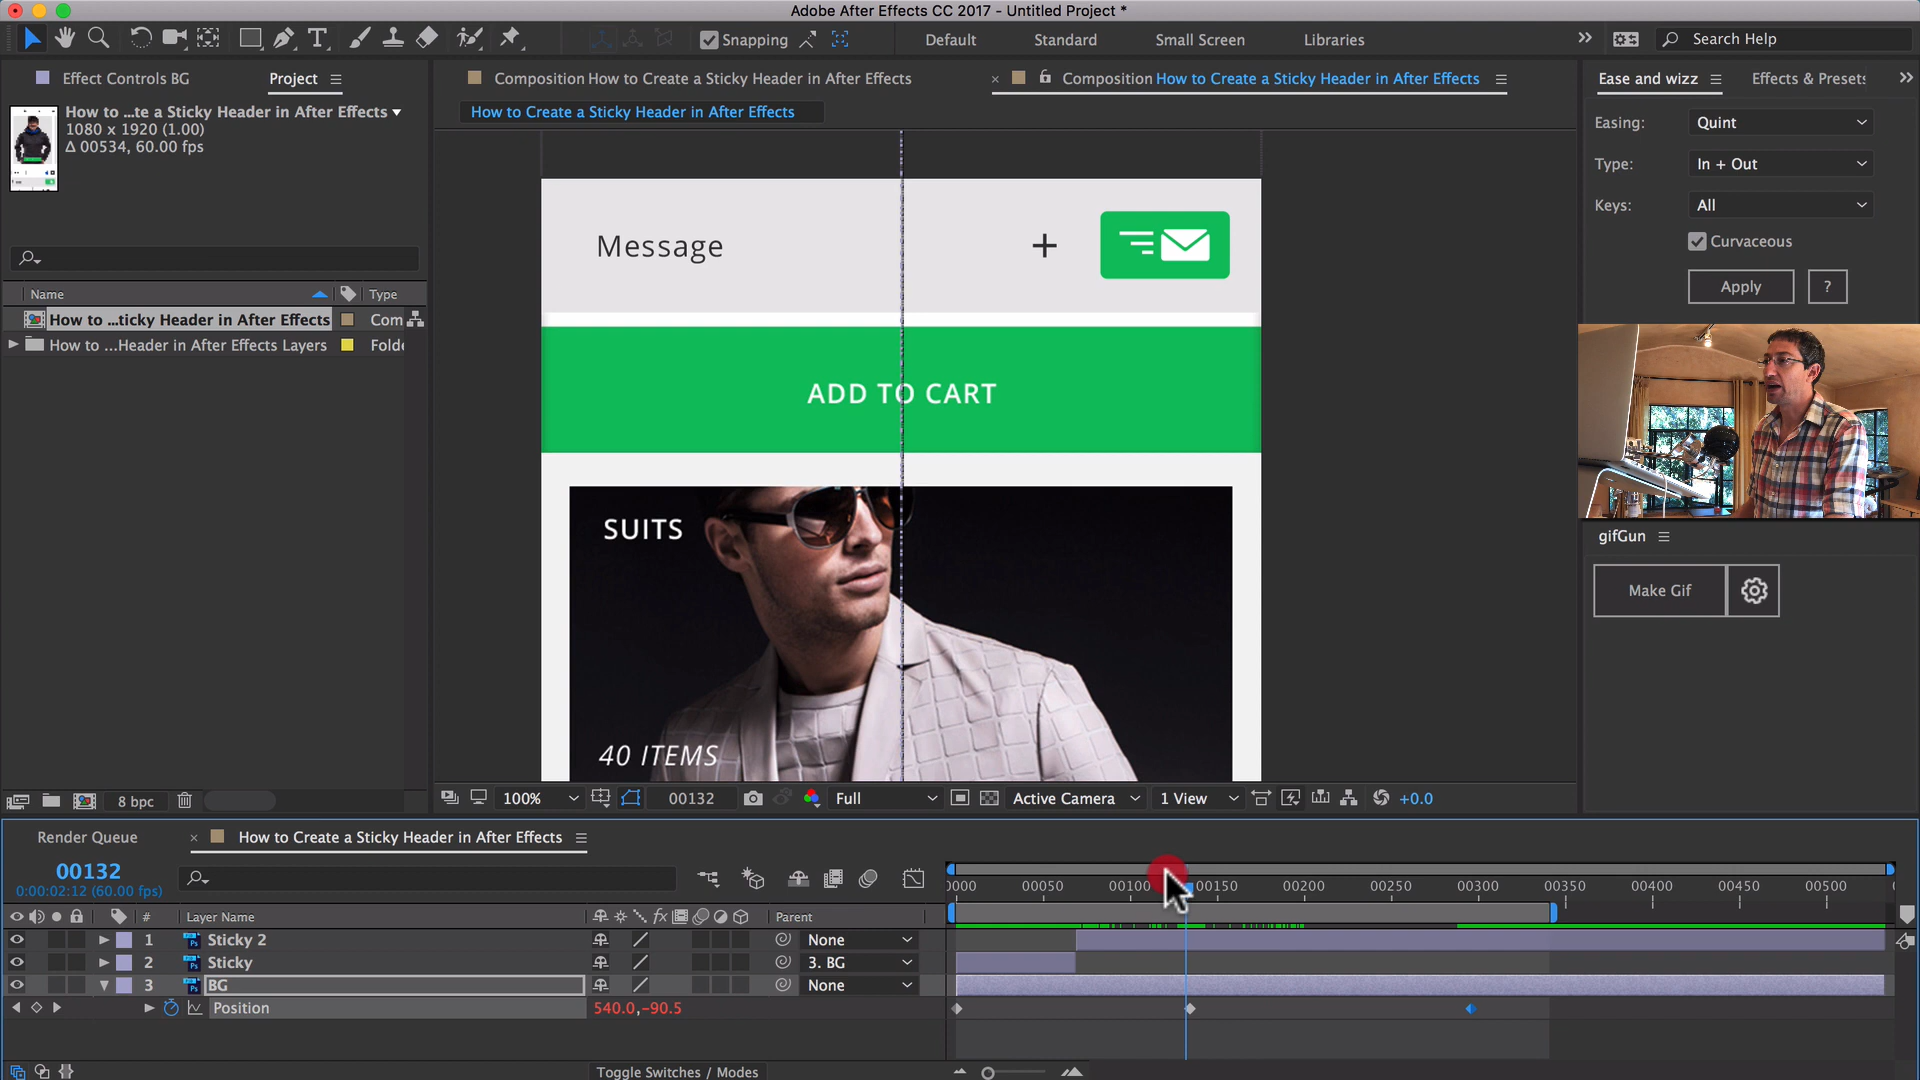 Adobe After Effects CC 2017 - Untitled Project *
Snapping
Default
Standard
Small Screen
Libraries
Search Help
Effect Controls BG
Project
Composition How to Create a Sticky Header in After Effects
Composition How to Create a Sticky Header in After Effects
Ease and wizz
Effects & Presets
How to ...te a Sticky Header in After Effects
1080 x 1920 (1.00)
Δ 00534, 60.00 fps
How to Create a Sticky Header in After Effects
Easing:
Quint
Type:
In + Out
Keys:
All
Curvaceous
Apply
?
Name
Type
How to ...ticky Header in After Effects
Com
How to ...Header in After Effects Layers
Folde
Message
ADD TO CART
SUITS
40 ITEMS
gifGun
Make Gif
8 bpc
100%
00132
Full
Active Camera
1 View
+0.0
Render Queue
How to Create a Sticky Header in After Effects
00132
0:00:02:12 (60.00 fps)
0000
00050
00100
00150
00200
00250
00300
00350
00400
00450
00500
#
Layer Name
fx
Parent
1
Sticky 2
None
2
Sticky
3. BG
3
BG
None
Position
540.0,-90.5
Toggle Switches / Modes